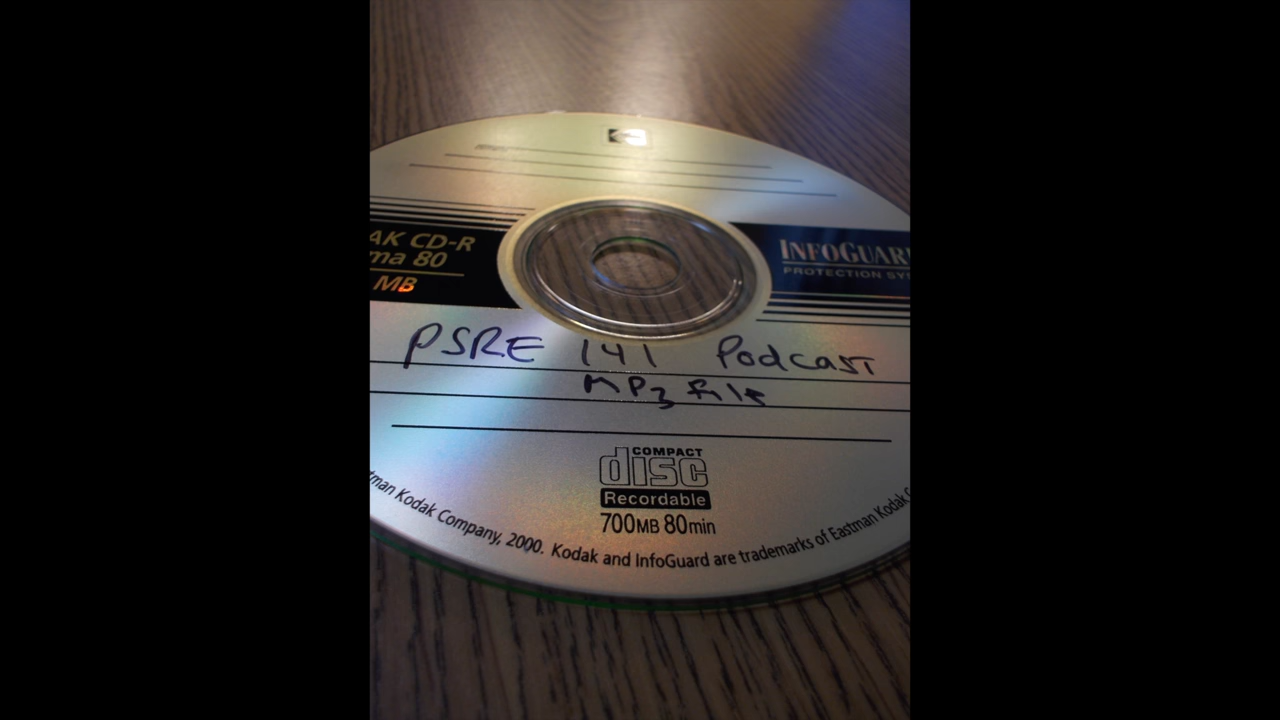 AK CD-R
ma 80
MB
INFOGUAR
PROTECTION SYS
PSRE 141 Podcast
MP3 file
COMPACT
disc
Recordable
700MB 80min
tman Kodak Company, 2000. Kodak and InfoGuard are trademarks of Eastman Kodak C